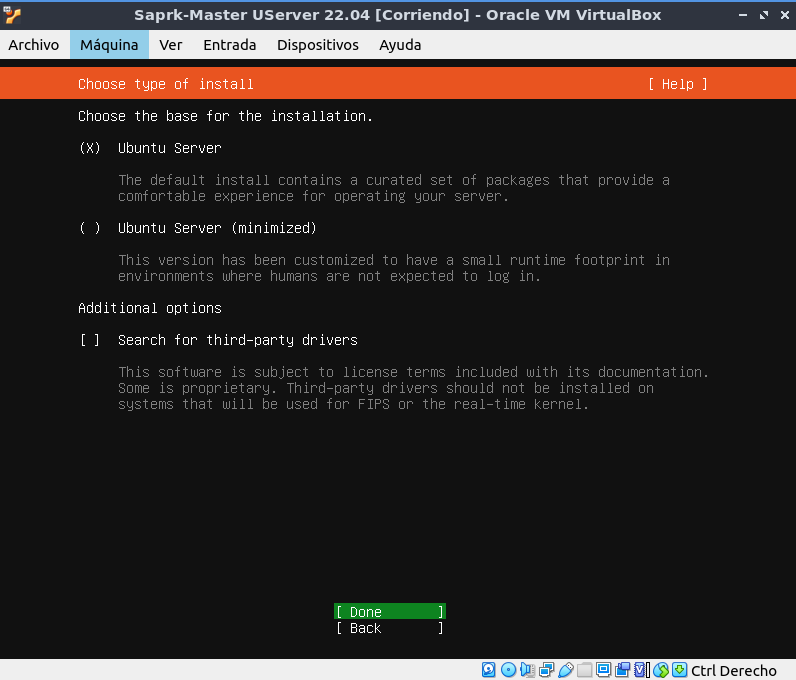 Saprk-Master UServer 22.04 [Corriendo] - Oracle VM VirtualBox
Archivo Máquina Ver Entrada Dispositivos Ayuda
Choose type of install [ Help ]
Choose the base for the installation.
(X) Ubuntu Server
The default install contains a curated set of packages that provide a
comfortable experience for operating your server.
( ) Ubuntu Server (minimized)
This version has been customized to have a small runtime footprint in
environments where humans are not expected to log in.
Additional options
[ ] Search for third-party drivers
This software is subject to license terms included with its documentation.
Some is proprietary. Third-party drivers should not be installed on
systems that will be used for FIPS or the real-time kernel.
[ Done ]
[ Back ]
Ctrl Derecho